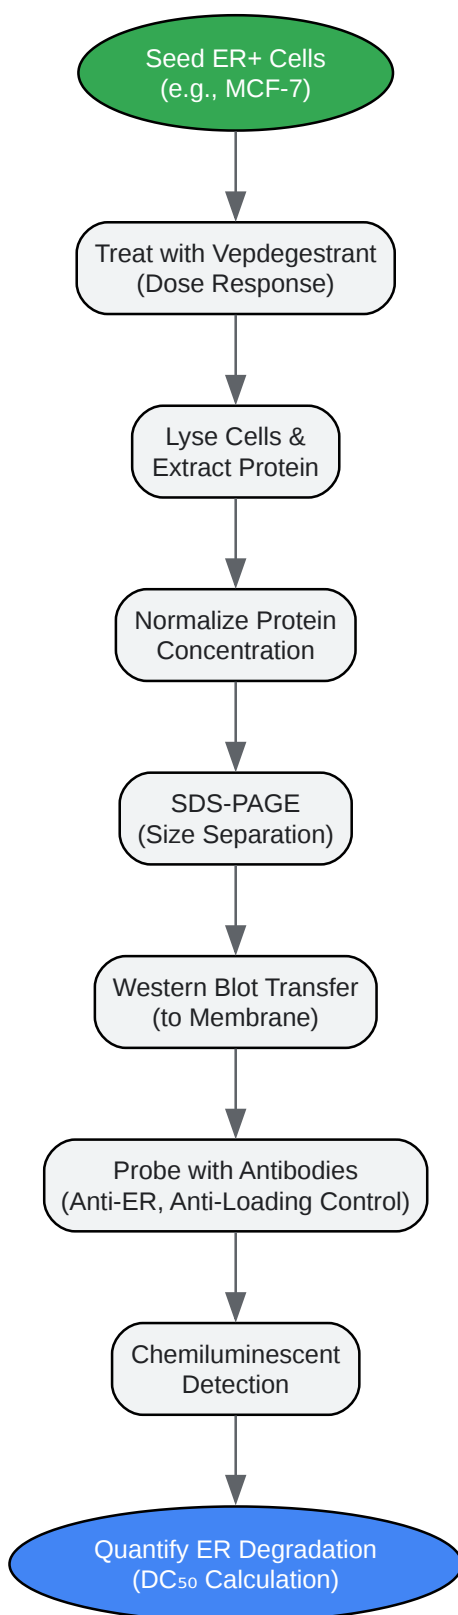 Seed ER+ Cells
(e.g., MCF-7)
Treat with Vepdegestrant
(Dose Response)
Lyse Cells &
Extract Protein
Normalize Protein
Concentration
SDS-PAGE
(Size Separation)
Western Blot Transfer
(to Membrane)
Probe with Antibodies
(Anti-ER, Anti-Loading Control)
Chemiluminescent
Detection
Quantify ER Degradation
(DC₅₀ Calculation)